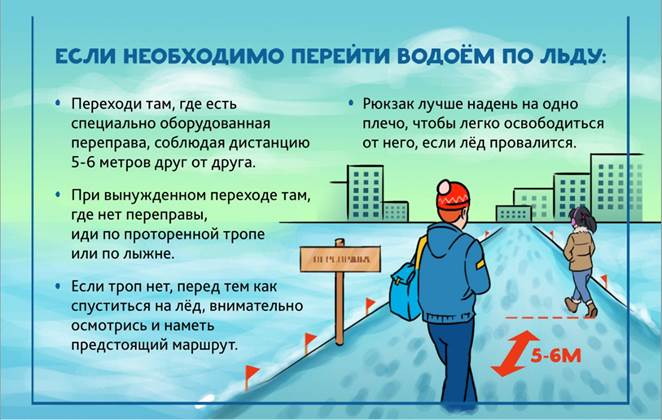 ЕСЛИ НЕОБХОДИМО ПЕРЕЙТИ ВОДОЁМ ПО ЛЬДУ:
• Переходи там, где есть
специально оборудованная
переправа, соблюдая дистанцию
5-6 метров друг от друга.
• При вынужденном переходе там,
где нет переправы,
иди по проторенной тропе
или по лыжне.
• Если троп нет, перед тем как
спуститься на лёд, внимательно
осмотрись и наметь
предстоящий маршрут.
• Рюкзак лучше надень на одно
плечо, чтобы легко освободиться
от него, если лёд провалится.
ПЕРЕПРАВА
5-6М